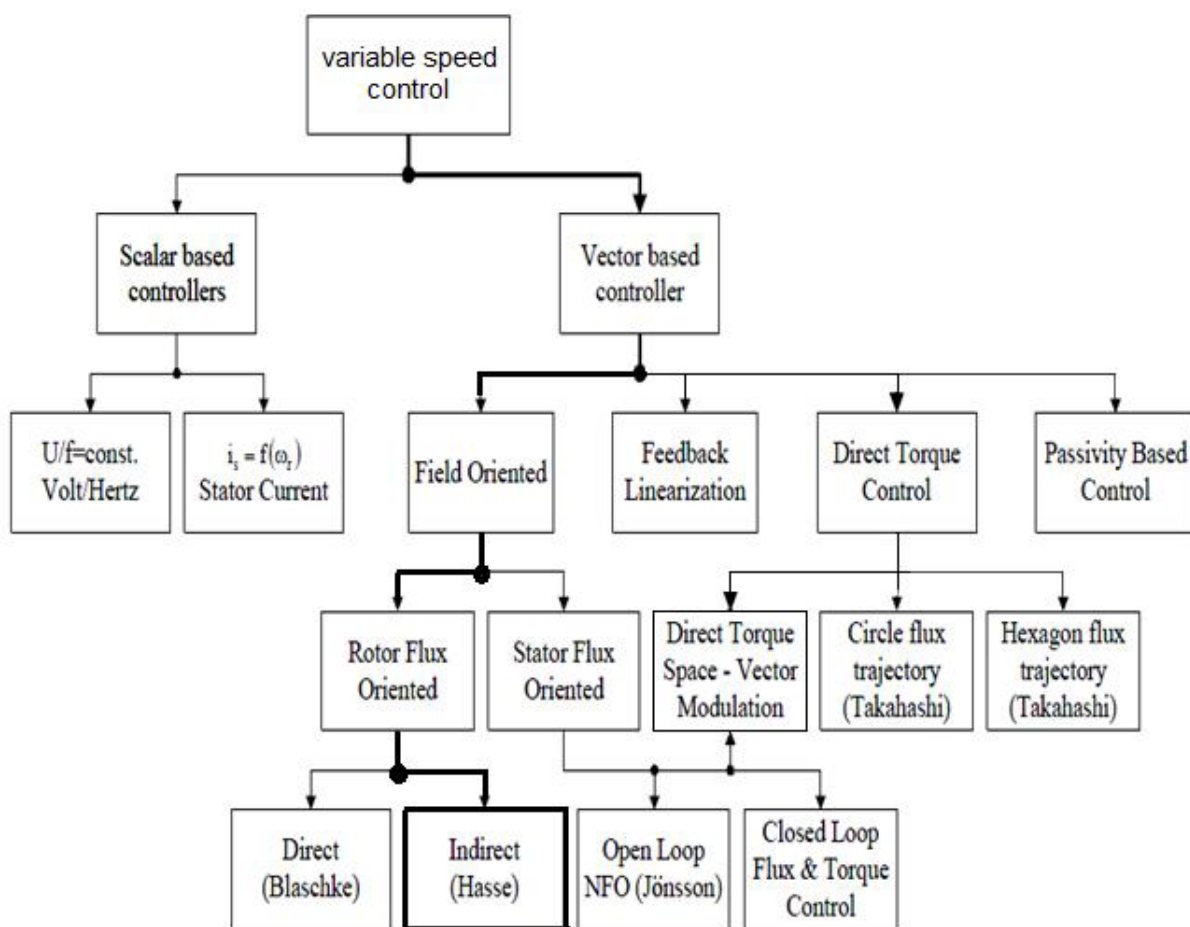 variable speed
control
Scalar based
controllers
Vector based
controller
U/f=const.
Volt/Hertz
iₛ = f(ωᵣ)
Stator Current
Field Oriented
Feedback
Linearization
Direct Torque
Control
Passivity Based
Control
Rotor Flux
Oriented
Stator Flux
Oriented
Direct Torque
Space - Vector
Modulation
Circle flux
trajectory
(Takahashi)
Hexagon flux
trajectory
(Takahashi)
Direct
(Blaschke)
Indirect
(Hasse)
Open Loop
NFO (Jönsson)
Closed Loop
Flux & Torque
Control